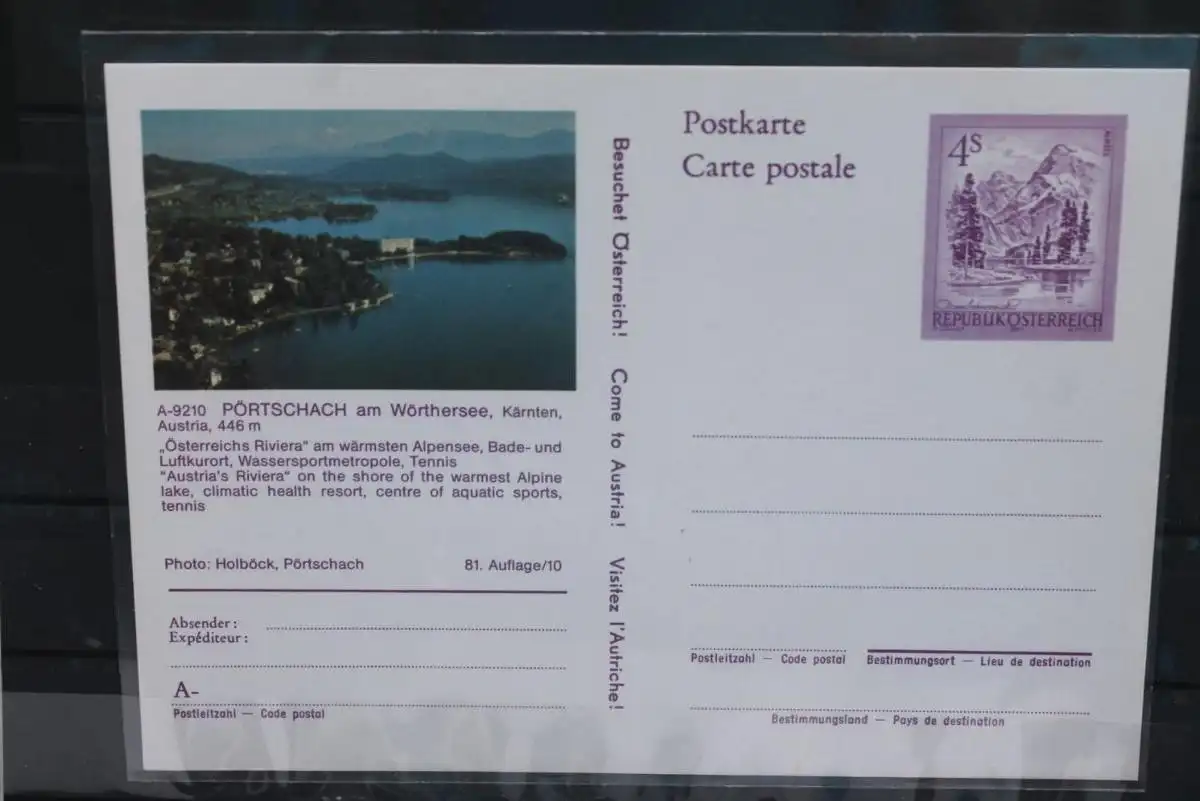 A-9210 PÖRTSCHACH am Wörthersee, Kärnten,
Austria, 446 m
„Österreichs Riviera“ am wärmsten Alpensee, Bade- und
Luftkurort, Wassersportmetropole, Tennis
“Austria's Riviera” on the shore of the warmest Alpine
lake, climatic health resort, centre of aquatic sports,
tennis
Photo: Holböck, Pörtschach 81. Auflage/10
Absender:
Expéditeur:
A-
Postleitzahl — Code postal
Besuchet Österreich! Come to Austria! Visitez l'Autriche!
Postkarte
Carte postale
4S
REPUBLIK ÖSTERREICH
Postleitzahl — Code postal Bestimmungsort — Lieu de destination
Bestimmungsland — Pays de destination